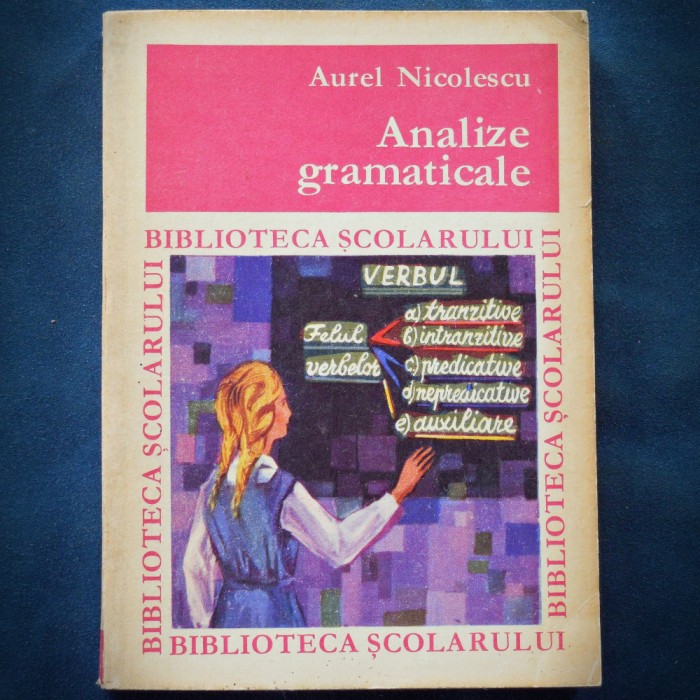 Aurel Nicolescu
Analize
gramaticale
BIBLIOTECA ȘCOLARULUI
BIBLIOTECA ȘCOLARULUI
BIBLIOTECA ȘCOLARULUI
VERBUL
Felul
verbelor
a) tranzitive
b) intranzitive
c) predicative
d) nepredicative
e) auxiliare
BIBLIOTECA ȘCOLARULUI